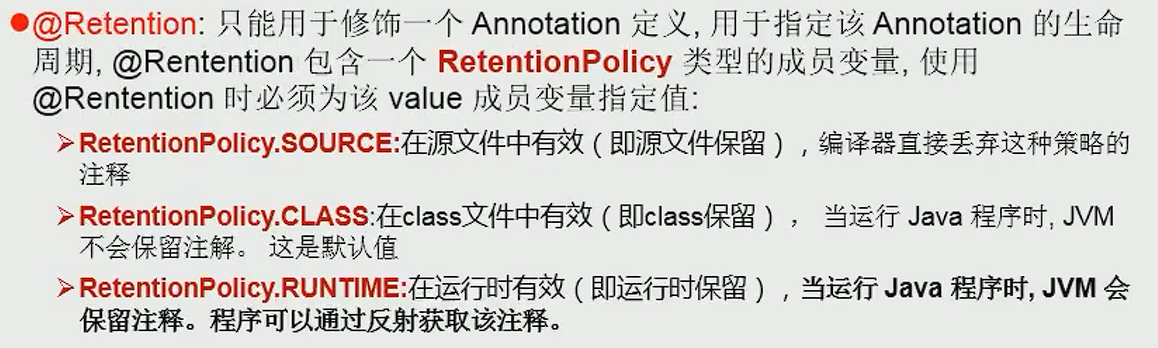 ●@Retention: 只能用于修饰一个 Annotation 定义, 用于指定该 Annotation 的生命
周期, @Rentention 包含一个 RetentionPolicy 类型的成员变量, 使用
@Rentention 时必须为该 value 成员变量指定值:
➢RetentionPolicy.SOURCE:在源文件中有效（即源文件保留）, 编译器直接丢弃这种策略的
注释
➢RetentionPolicy.CLASS:在class文件中有效（即class保留）， 当运行 Java 程序时, JVM
不会保留注解。 这是默认值
➢RetentionPolicy.RUNTIME:在运行时有效（即运行时保留）, 当运行 Java 程序时, JVM 会
保留注释。程序可以通过反射获取该注释。